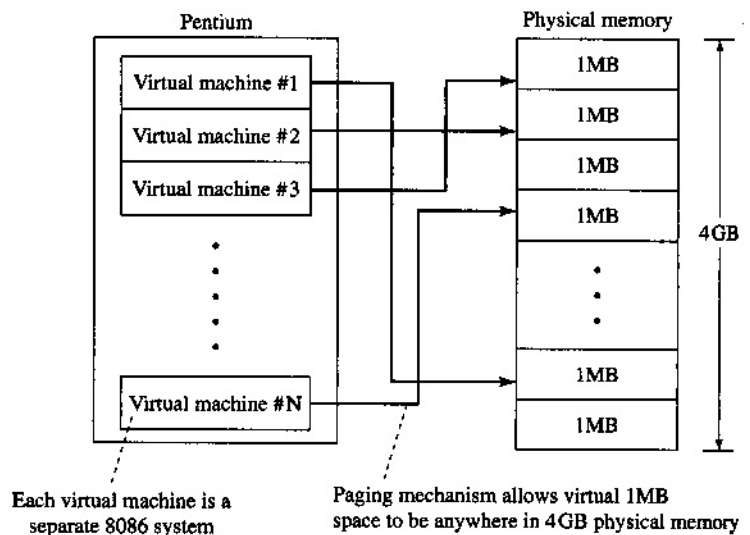 Pentium
Physical memory
Virtual machine #1
Virtual machine #2
Virtual machine #3
Virtual machine #N
1MB
1MB
1MB
1MB
1MB
1MB
4GB
Each virtual machine is a
separate 8086 system
Paging mechanism allows virtual 1MB
space to be anywhere in 4GB physical memory